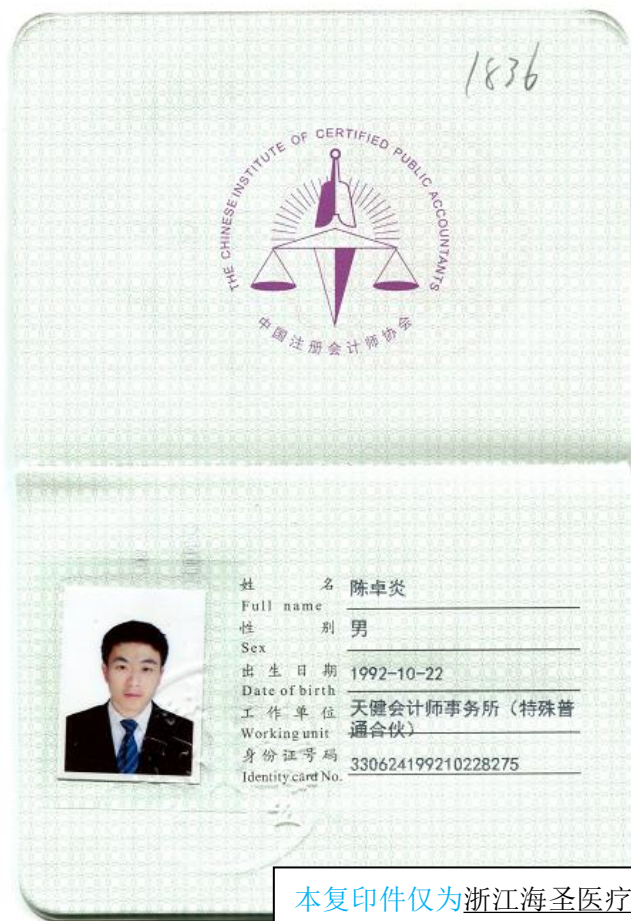 1836
THE CHINESE INSTITUTE OF CERTIFIED PUBLIC ACCOUNTANTS
中国注册会计师协会
姓 名 陈卓炎
Full name
性 别 男
Sex
出生日期 1992-10-22
Date of birth
工作单位 天健会计师事务所（特殊普
Working unit 通合伙）
身份证号码 330624199210228275
Identity card No.
本复印件仅为浙江海圣医疗